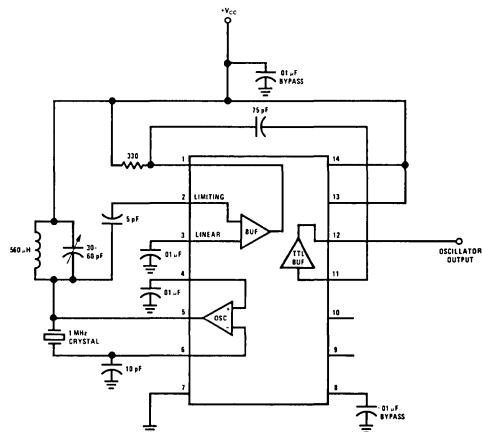 +VCC
.01 µF
BYPASS
75 pF
330
1
14
2
LIMITING
13
5 pF
BUF
3
LINEAR
12
560 µH
30-
60 pF
.01 µF
OSCILLATOR
OUTPUT
TTL
BUF
4
11
.01 µF
+
5
OSC
10
-
1 MHz
CRYSTAL
6
9
10 pF
7
8
.01 µF
BYPASS